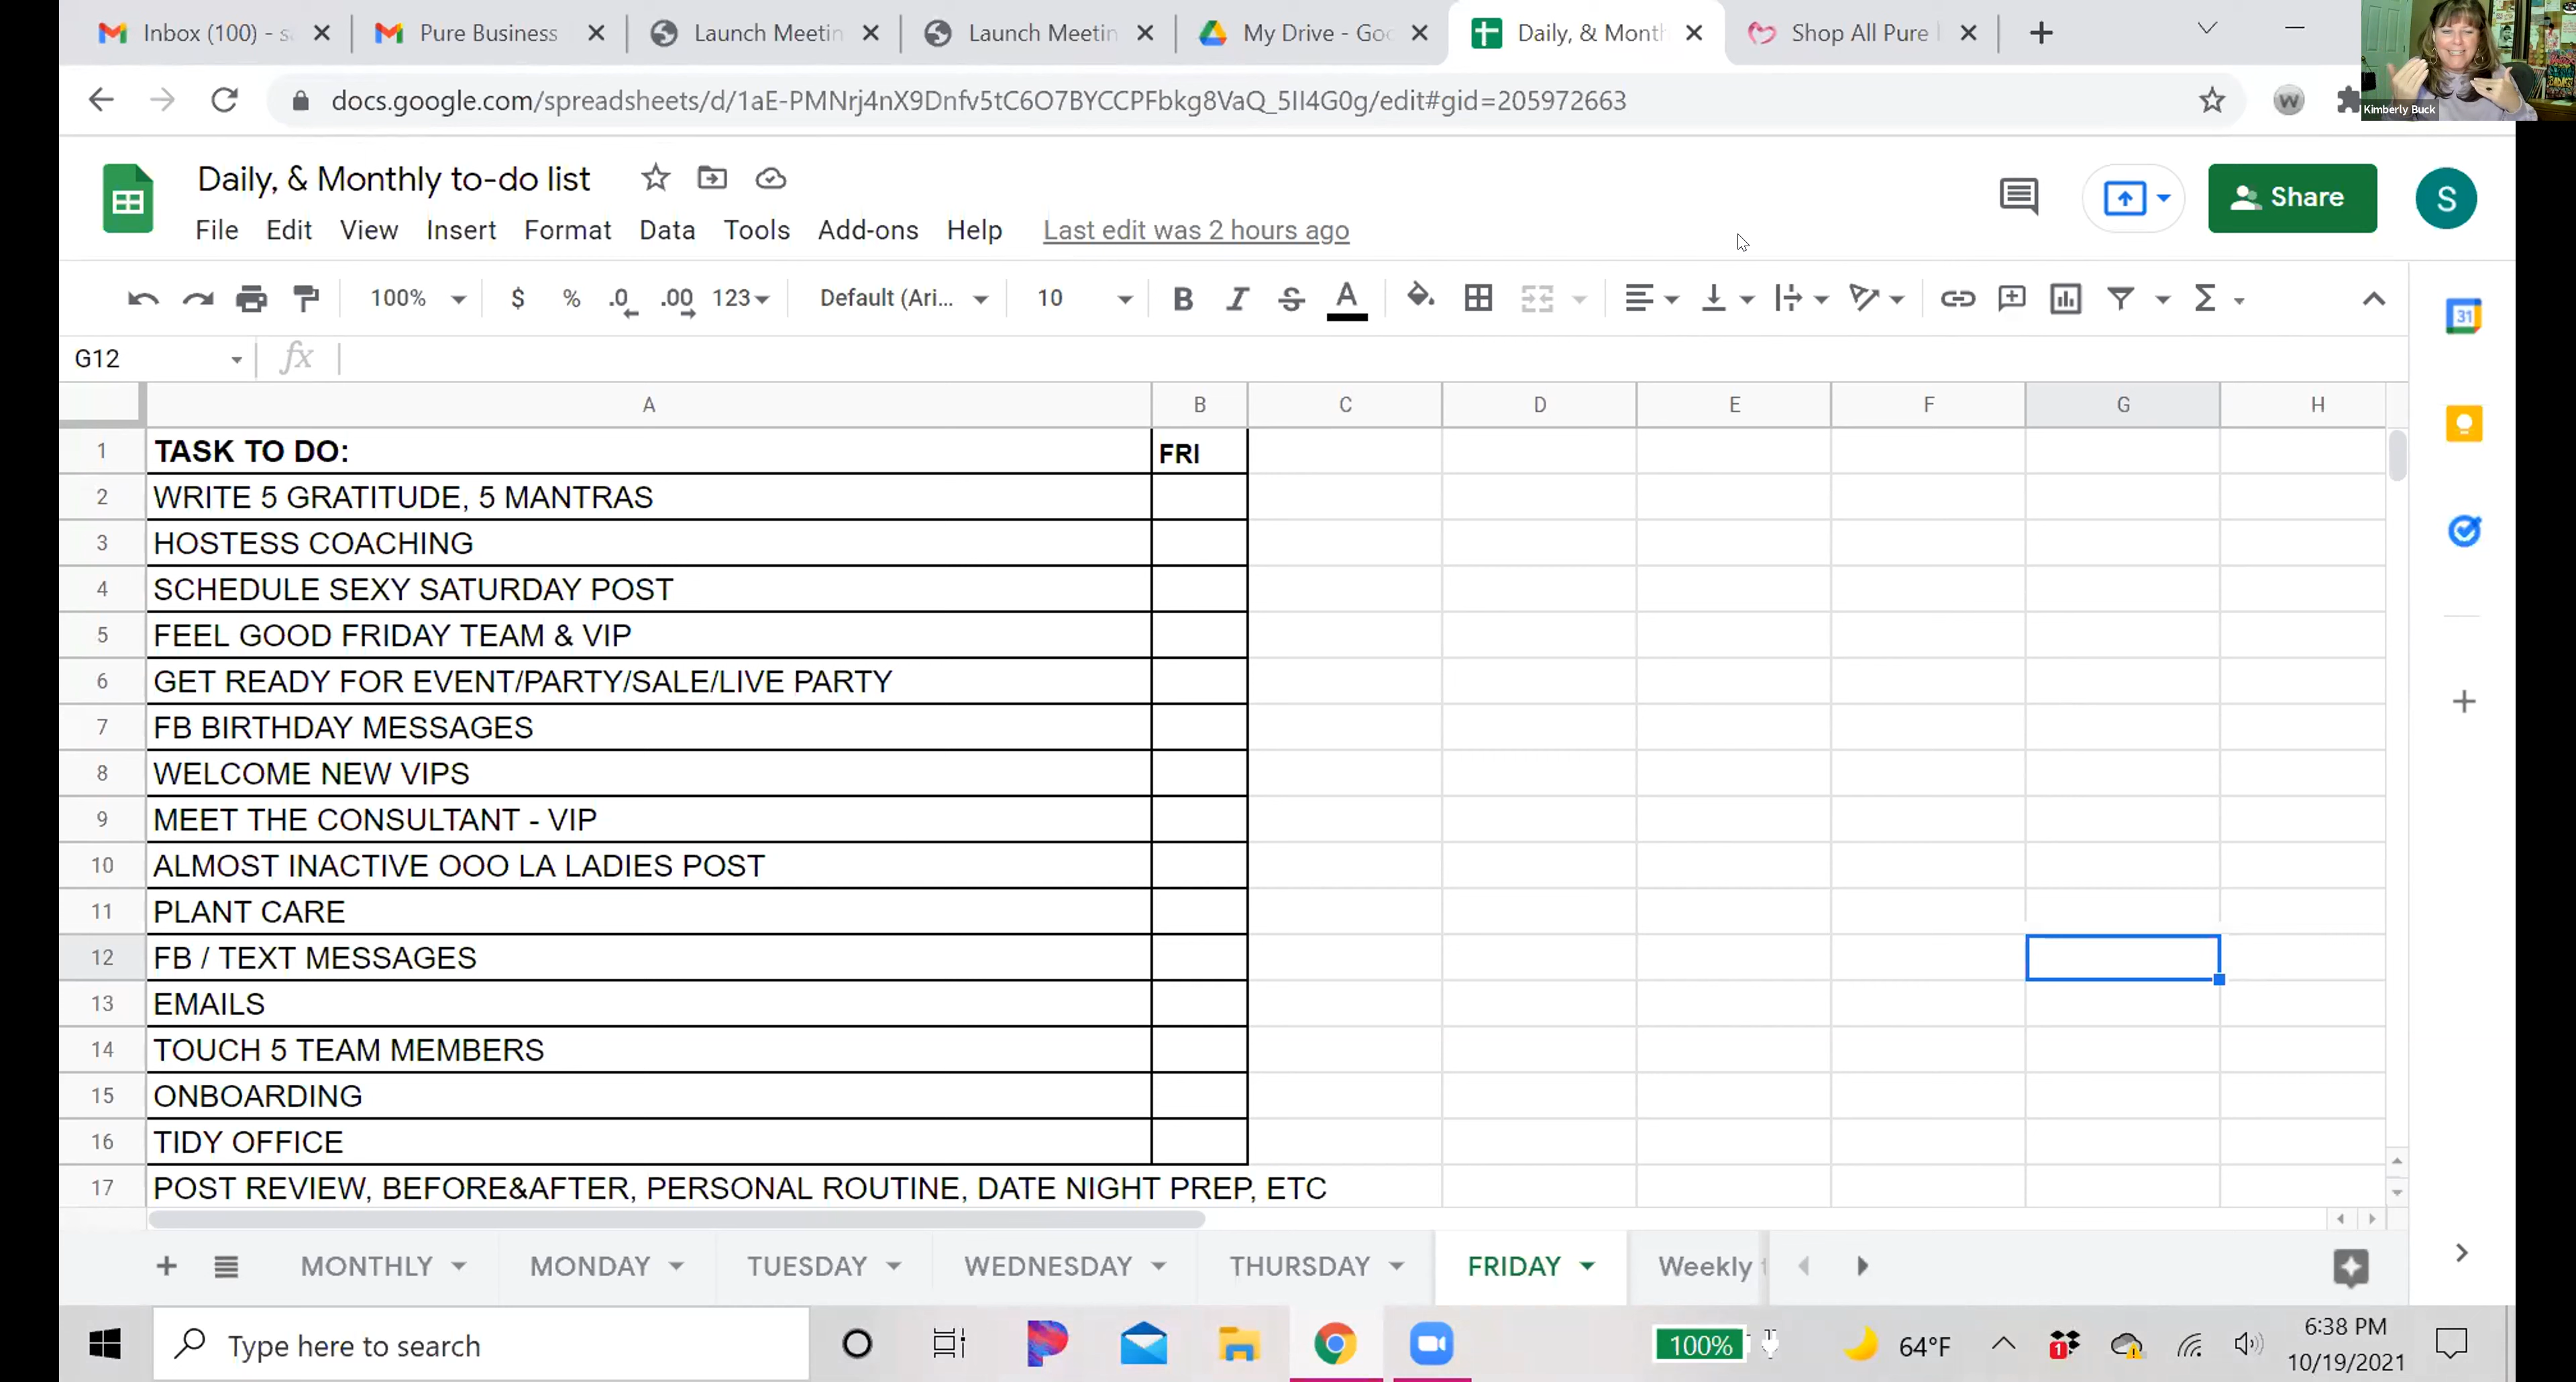 Inbox (100) - s
Pure Business
Launch Meetin
Launch Meetin
My Drive - Goo
Daily, & Month
Shop All Pure
docs.google.com/spreadsheets/d/1aE-PMNrj4nX9Dnfv5tC6O7BYCCPFbkg8VaQ_5II4G0g/edit#gid=205972663
W
Kimberly Buck
Daily, & Monthly to-do list
Share
S
File Edit View Insert Format Data Tools Add-ons Help Last edit was 2 hours ago
100% $ % .0 .00 123 Default (Ari... 10 B I S A Σ
31
G12 fx
A B C D E F G H
1 TASK TO DO: FRI
2 WRITE 5 GRATITUDE, 5 MANTRAS
3 HOSTESS COACHING
4 SCHEDULE SEXY SATURDAY POST
5 FEEL GOOD FRIDAY TEAM & VIP
6 GET READY FOR EVENT/PARTY/SALE/LIVE PARTY
7 FB BIRTHDAY MESSAGES
8 WELCOME NEW VIPS
9 MEET THE CONSULTANT - VIP
10 ALMOST INACTIVE OOO LA LADIES POST
11 PLANT CARE
12 FB / TEXT MESSAGES
13 EMAILS
14 TOUCH 5 TEAM MEMBERS
15 ONBOARDING
16 TIDY OFFICE
17 POST REVIEW, BEFORE&AFTER, PERSONAL ROUTINE, DATE NIGHT PREP, ETC
MONTHLY MONDAY TUESDAY WEDNESDAY THURSDAY FRIDAY Weekly
Type here to search
100%
64°F
1
6:38 PM
10/19/2021